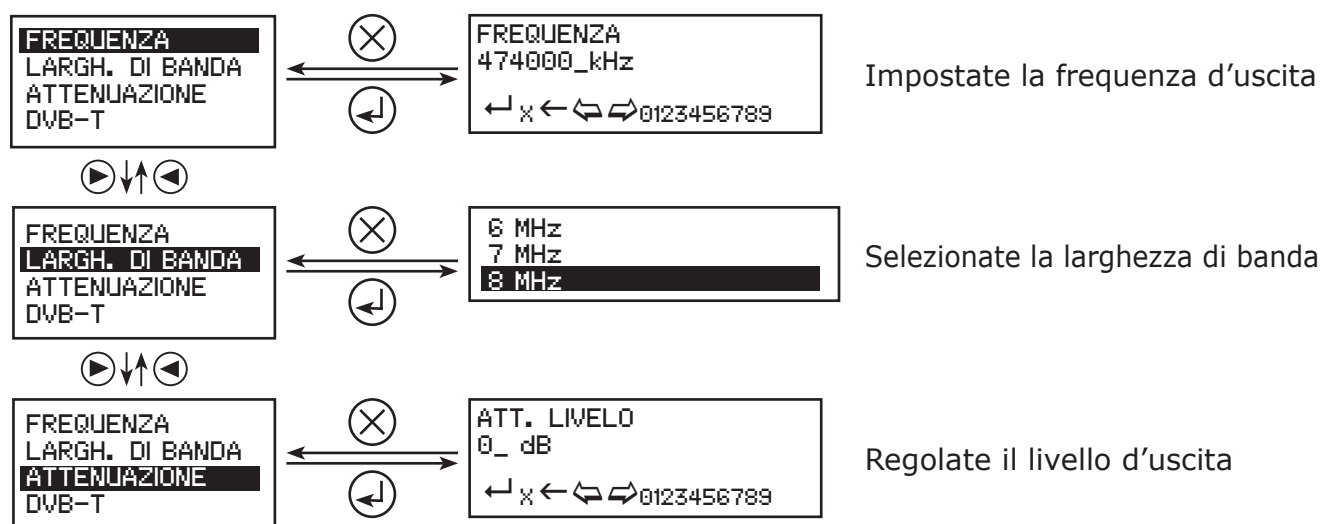 FREQUENZA
LARGH. DI BANDA
ATTENUAZIONE
DVB-T
FREQUENZA
474000_kHz
↵ x ← ⇦ ⇨ 0123456789
Impostate la frequenza d’uscita
FREQUENZA
LARGH. DI BANDA
ATTENUAZIONE
DVB-T
6 MHz
7 MHz
8 MHz
Selezionate la larghezza di banda
FREQUENZA
LARGH. DI BANDA
ATTENUAZIONE
DVB-T
ATT. LIVELO
0_ dB
↵ x ← ⇦ ⇨ 0123456789
Regolate il livello d’uscita